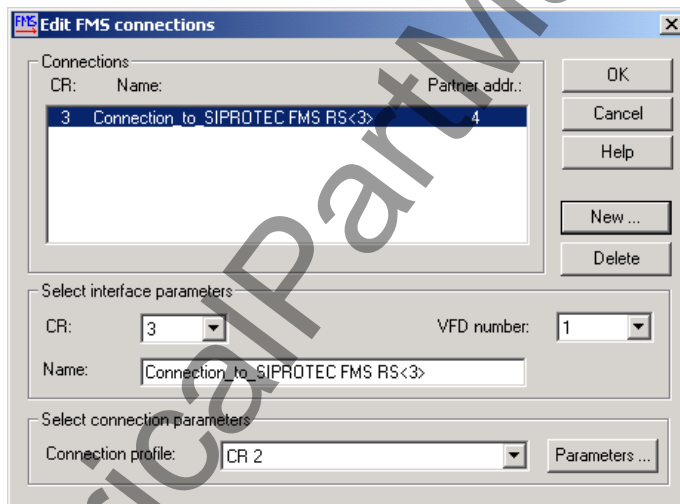 FMS Edit FMS connections
Connections
CR: Name: Partner addr.:
3 Connection_to_SIPROTEC FMS RS<3> 4
OK
Cancel
Help
New ...
Delete
Select interface parameters
CR: 3 VFD number: 1
Name: Connection_to_SIPROTEC FMS RS<3>
Select connection parameters
Connection profile: CR 2 Parameters ...